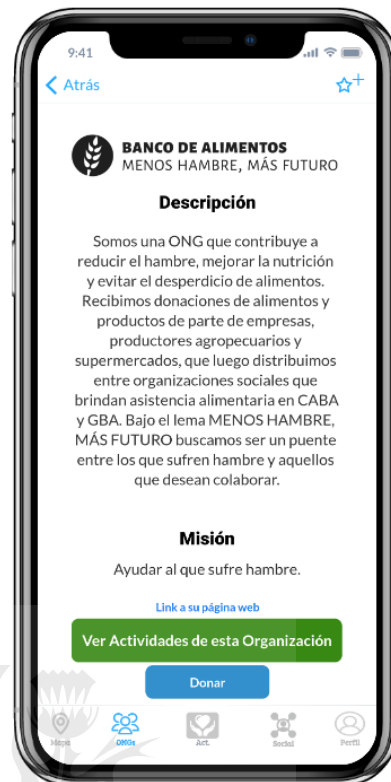 9:41
Atrás
BANCO DE ALIMENTOS
MENOS HAMBRE, MÁS FUTURO
Descripción
Somos una ONG que contribuye a
reducir el hambre, mejorar la nutrición
y evitar el desperdicio de alimentos.
Recibimos donaciones de alimentos y
productos de parte de empresas,
productores agropecuarios y
supermercados, que luego distribuimos
entre organizaciones sociales que
brindan asistencia alimentaria en CABA
y GBA. Bajo el lema MENOS HAMBRE,
MÁS FUTURO buscamos ser un puente
entre los que sufren hambre y aquellos
que desean colaborar.
Misión
Ayudar al que sufre hambre.
Link a su página web
Ver Actividades de esta Organización
Donar
Mapa ONGs Act. Social Perfil